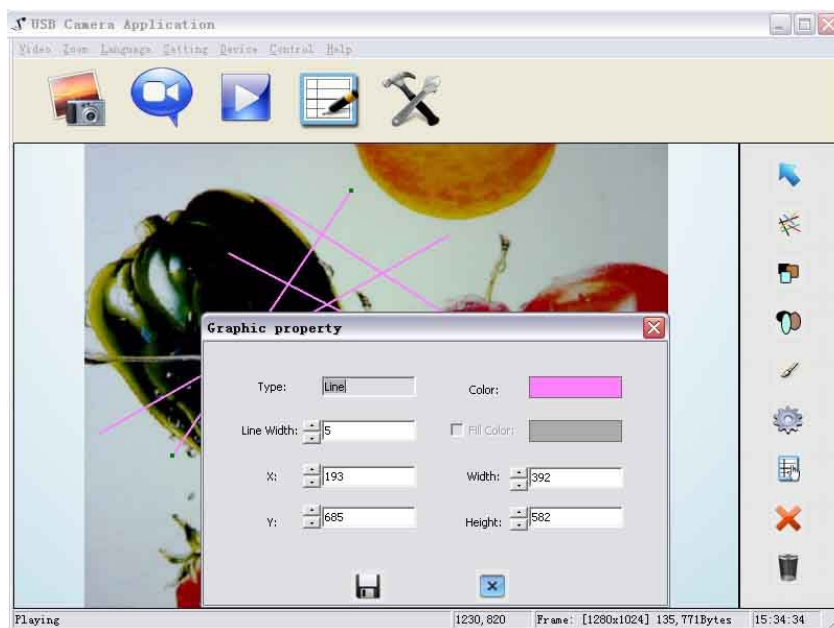 USB Camera Application
Video Zoom Language Setting Device Control Help
Graphic property
Type: Line Color:
Line Width: 5 Fill Color:
X: 193 Width: 392
Y: 685 Height: 582
Playing 1230, 820 Frame: [1280x1024] 135,771Bytes 15:34:34